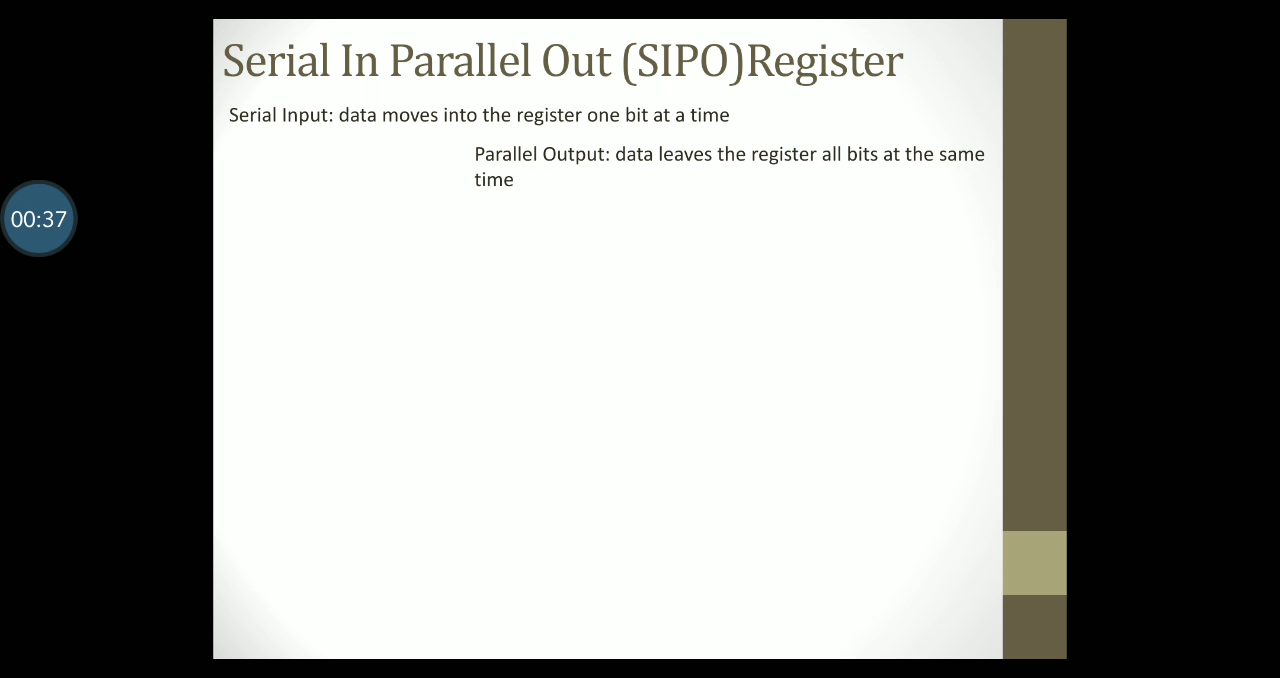 Serial In Parallel Out (SIPO)Register
Serial Input: data moves into the register one bit at a time
Parallel Output: data leaves the register all bits at the same
time
00:37